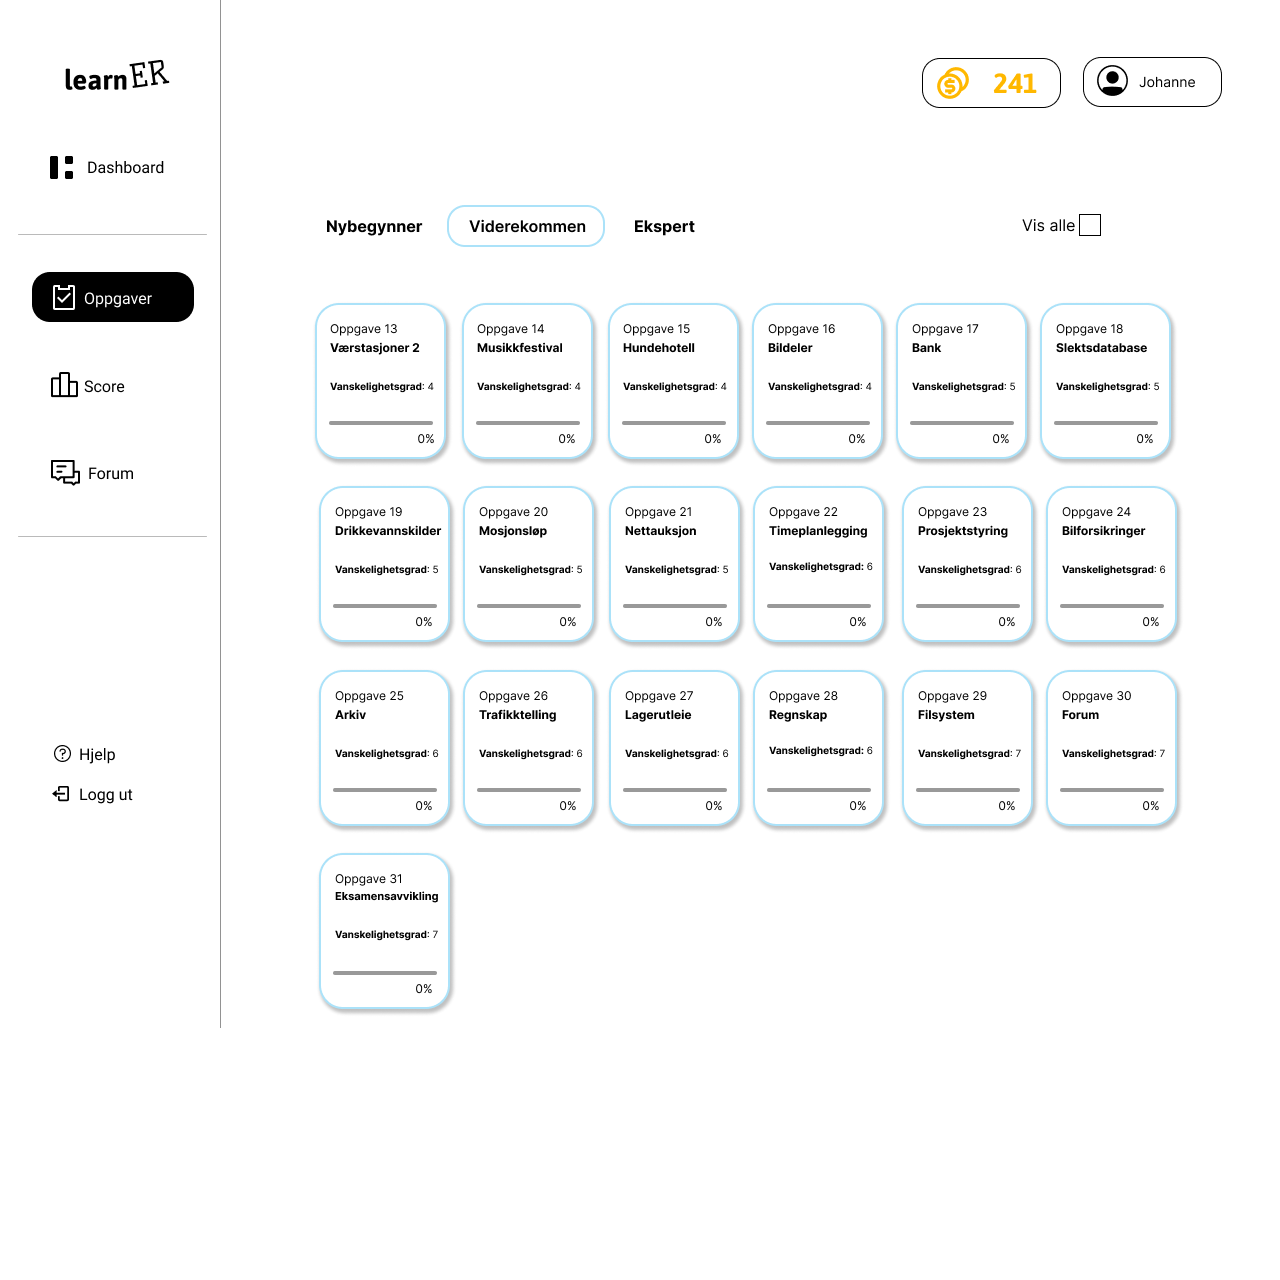 learnER
241
Johanne
Dashboard
Oppgaver
Score
Forum
Hjelp
Logg ut
Nybegynner
Viderekommen
Ekspert
Vis alle
Oppgave 13
Værstasjoner 2
Vanskelighetsgrad: 4
0%
Oppgave 14
Musikkfestival
Vanskelighetsgrad: 4
0%
Oppgave 15
Hundehotell
Vanskelighetsgrad: 4
0%
Oppgave 16
Bildeler
Vanskelighetsgrad: 4
0%
Oppgave 17
Bank
Vanskelighetsgrad: 5
0%
Oppgave 18
Slektsdatabase
Vanskelighetsgrad: 5
0%
Oppgave 19
Drikkevannskilder
Vanskelighetsgrad: 5
0%
Oppgave 20
Mosjonsløp
Vanskelighetsgrad: 5
0%
Oppgave 21
Nettauksjon
Vanskelighetsgrad: 5
0%
Oppgave 22
Timeplanlegging
Vanskelighetsgrad: 6
0%
Oppgave 23
Prosjektstyring
Vanskelighetsgrad: 6
0%
Oppgave 24
Bilforsikringer
Vanskelighetsgrad: 6
0%
Oppgave 25
Arkiv
Vanskelighetsgrad: 6
0%
Oppgave 26
Trafikktelling
Vanskelighetsgrad: 6
0%
Oppgave 27
Lagerutleie
Vanskelighetsgrad: 6
0%
Oppgave 28
Regnskap
Vanskelighetsgrad: 6
0%
Oppgave 29
Filsystem
Vanskelighetsgrad: 7
0%
Oppgave 30
Forum
Vanskelighetsgrad: 7
0%
Oppgave 31
Eksamensavvikling
Vanskelighetsgrad: 7
0%